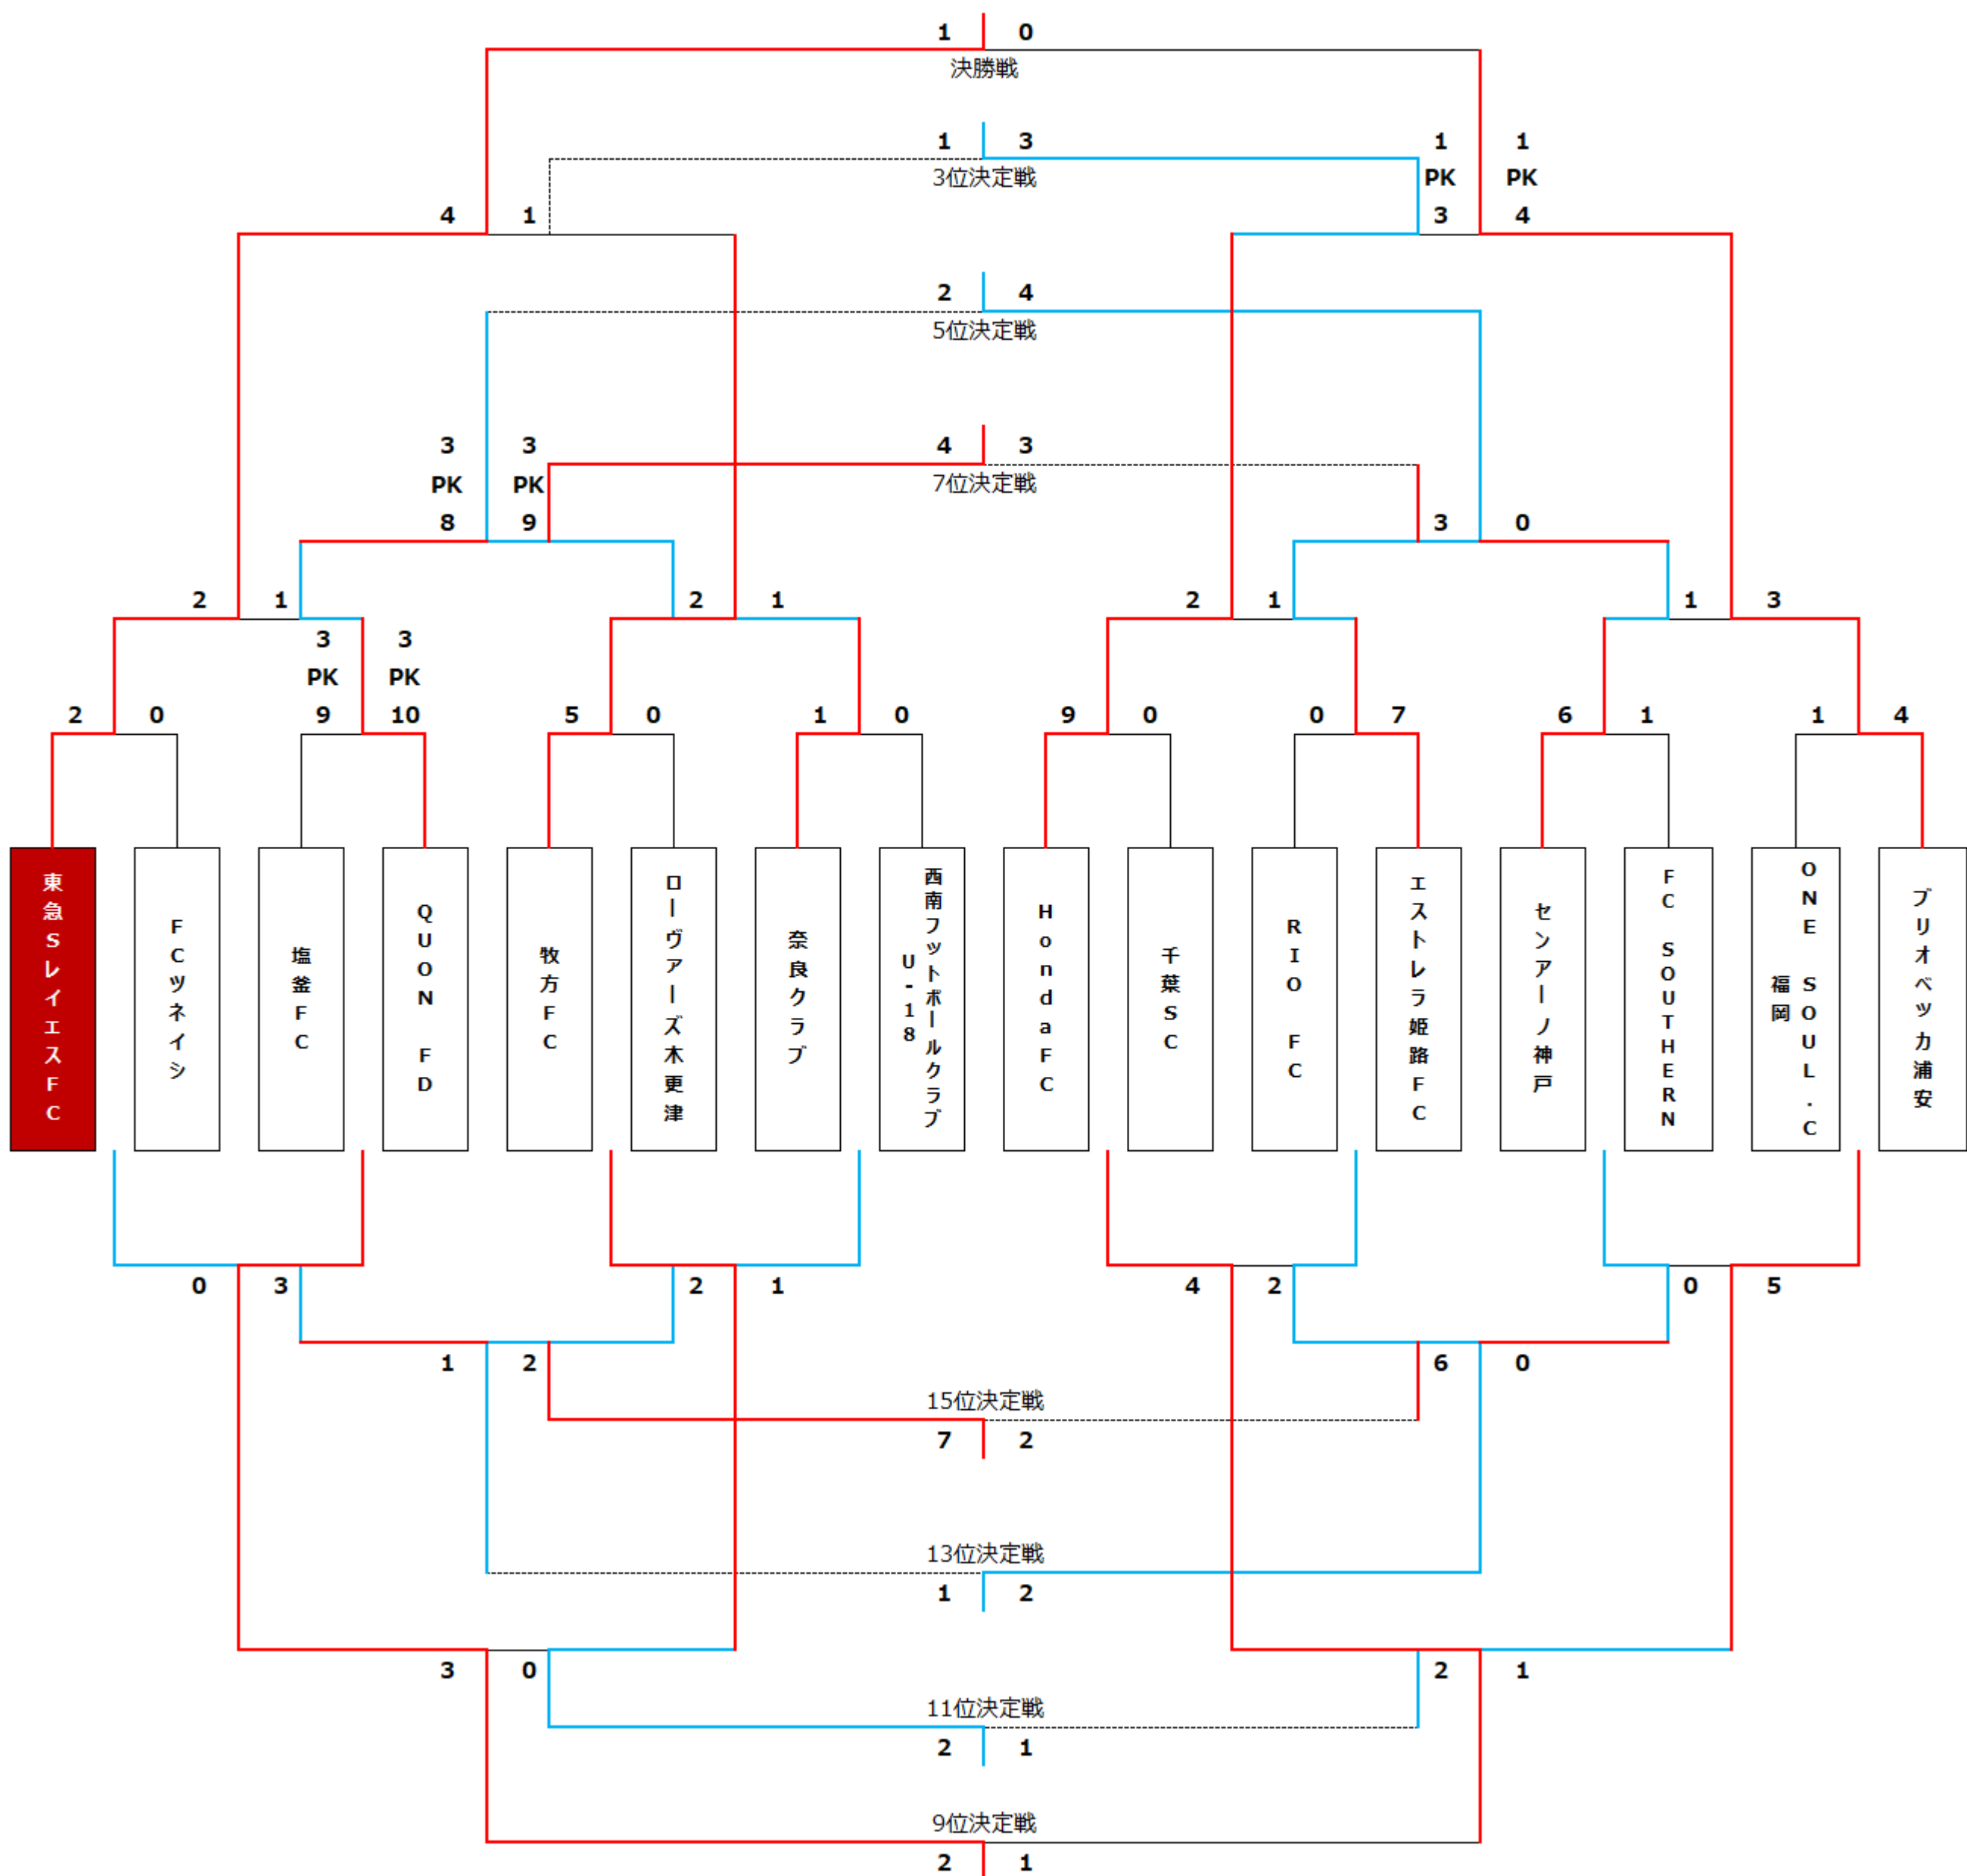 1 0
決勝戦
1 3 1 1
3位決定戦 PK PK
4 1 3 4
2 4
5位決定戦
3 3 4 3
PK PK 7位決定戦
8 9 3 0
2 1 2 1 2 1 1 3
3 3
PK PK
2 0 9 10 5 0 1 0 9 0 0 7 6 1 1 4
東急SレイエスFC
FCツネイシ
塩釜FC
QUON FD
牧方FC
ローヴァーズ木更津
奈良クラブ
西南フットボールクラブ
U-18
HondaFC
千葉SC
RIO FC
エストレラ姫路FC
センアーノ神戸
FC SOUTHERN
ONE SOUL.C
福岡
ブリオベッカ浦安
0 3 2 1 4 2 0 5
1 2 6 0
15位決定戦
7 2
13位決定戦
1 2
3 0 2 1
11位決定戦
2 1
9位決定戦
2 1